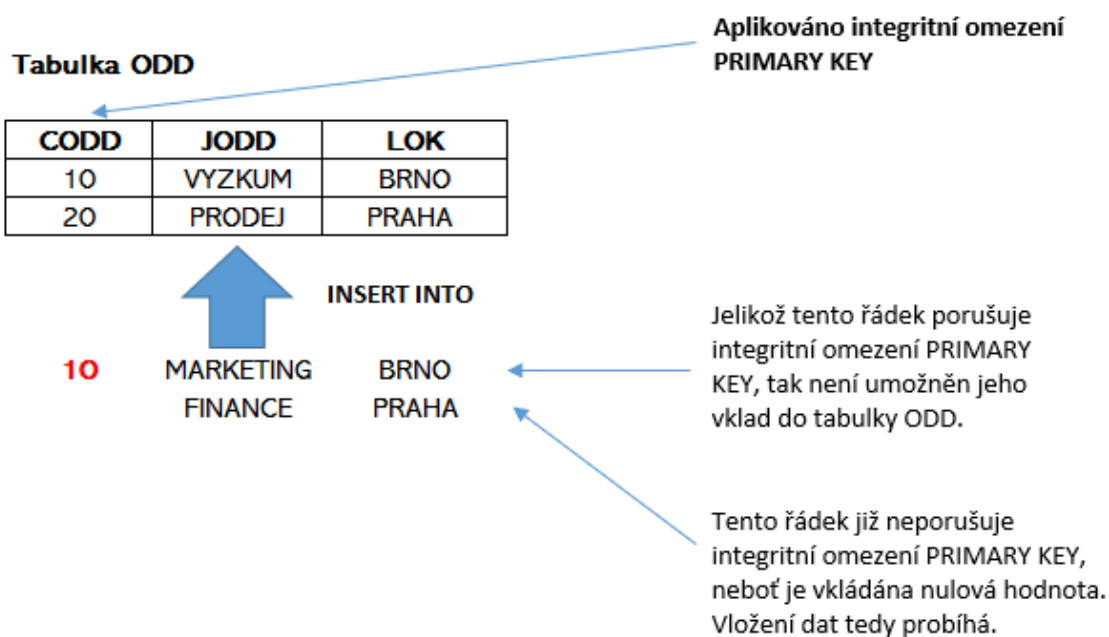 Aplikováno integritní omezení
PRIMARY KEY
Tabulka ODD
CODD JODD LOK
10 VYZKUM BRNO
20 PRODEJ PRAHA
INSERT INTO
10 MARKETING BRNO
FINANCE PRAHA
Jelikož tento řádek porušuje
integritní omezení PRIMARY
KEY, tak není umožněn jeho
vklad do tabulky ODD.
Tento řádek již neporušuje
integritní omezení PRIMARY KEY,
neboť je vkládána nulová hodnota.
Vložení dat tedy probíhá.